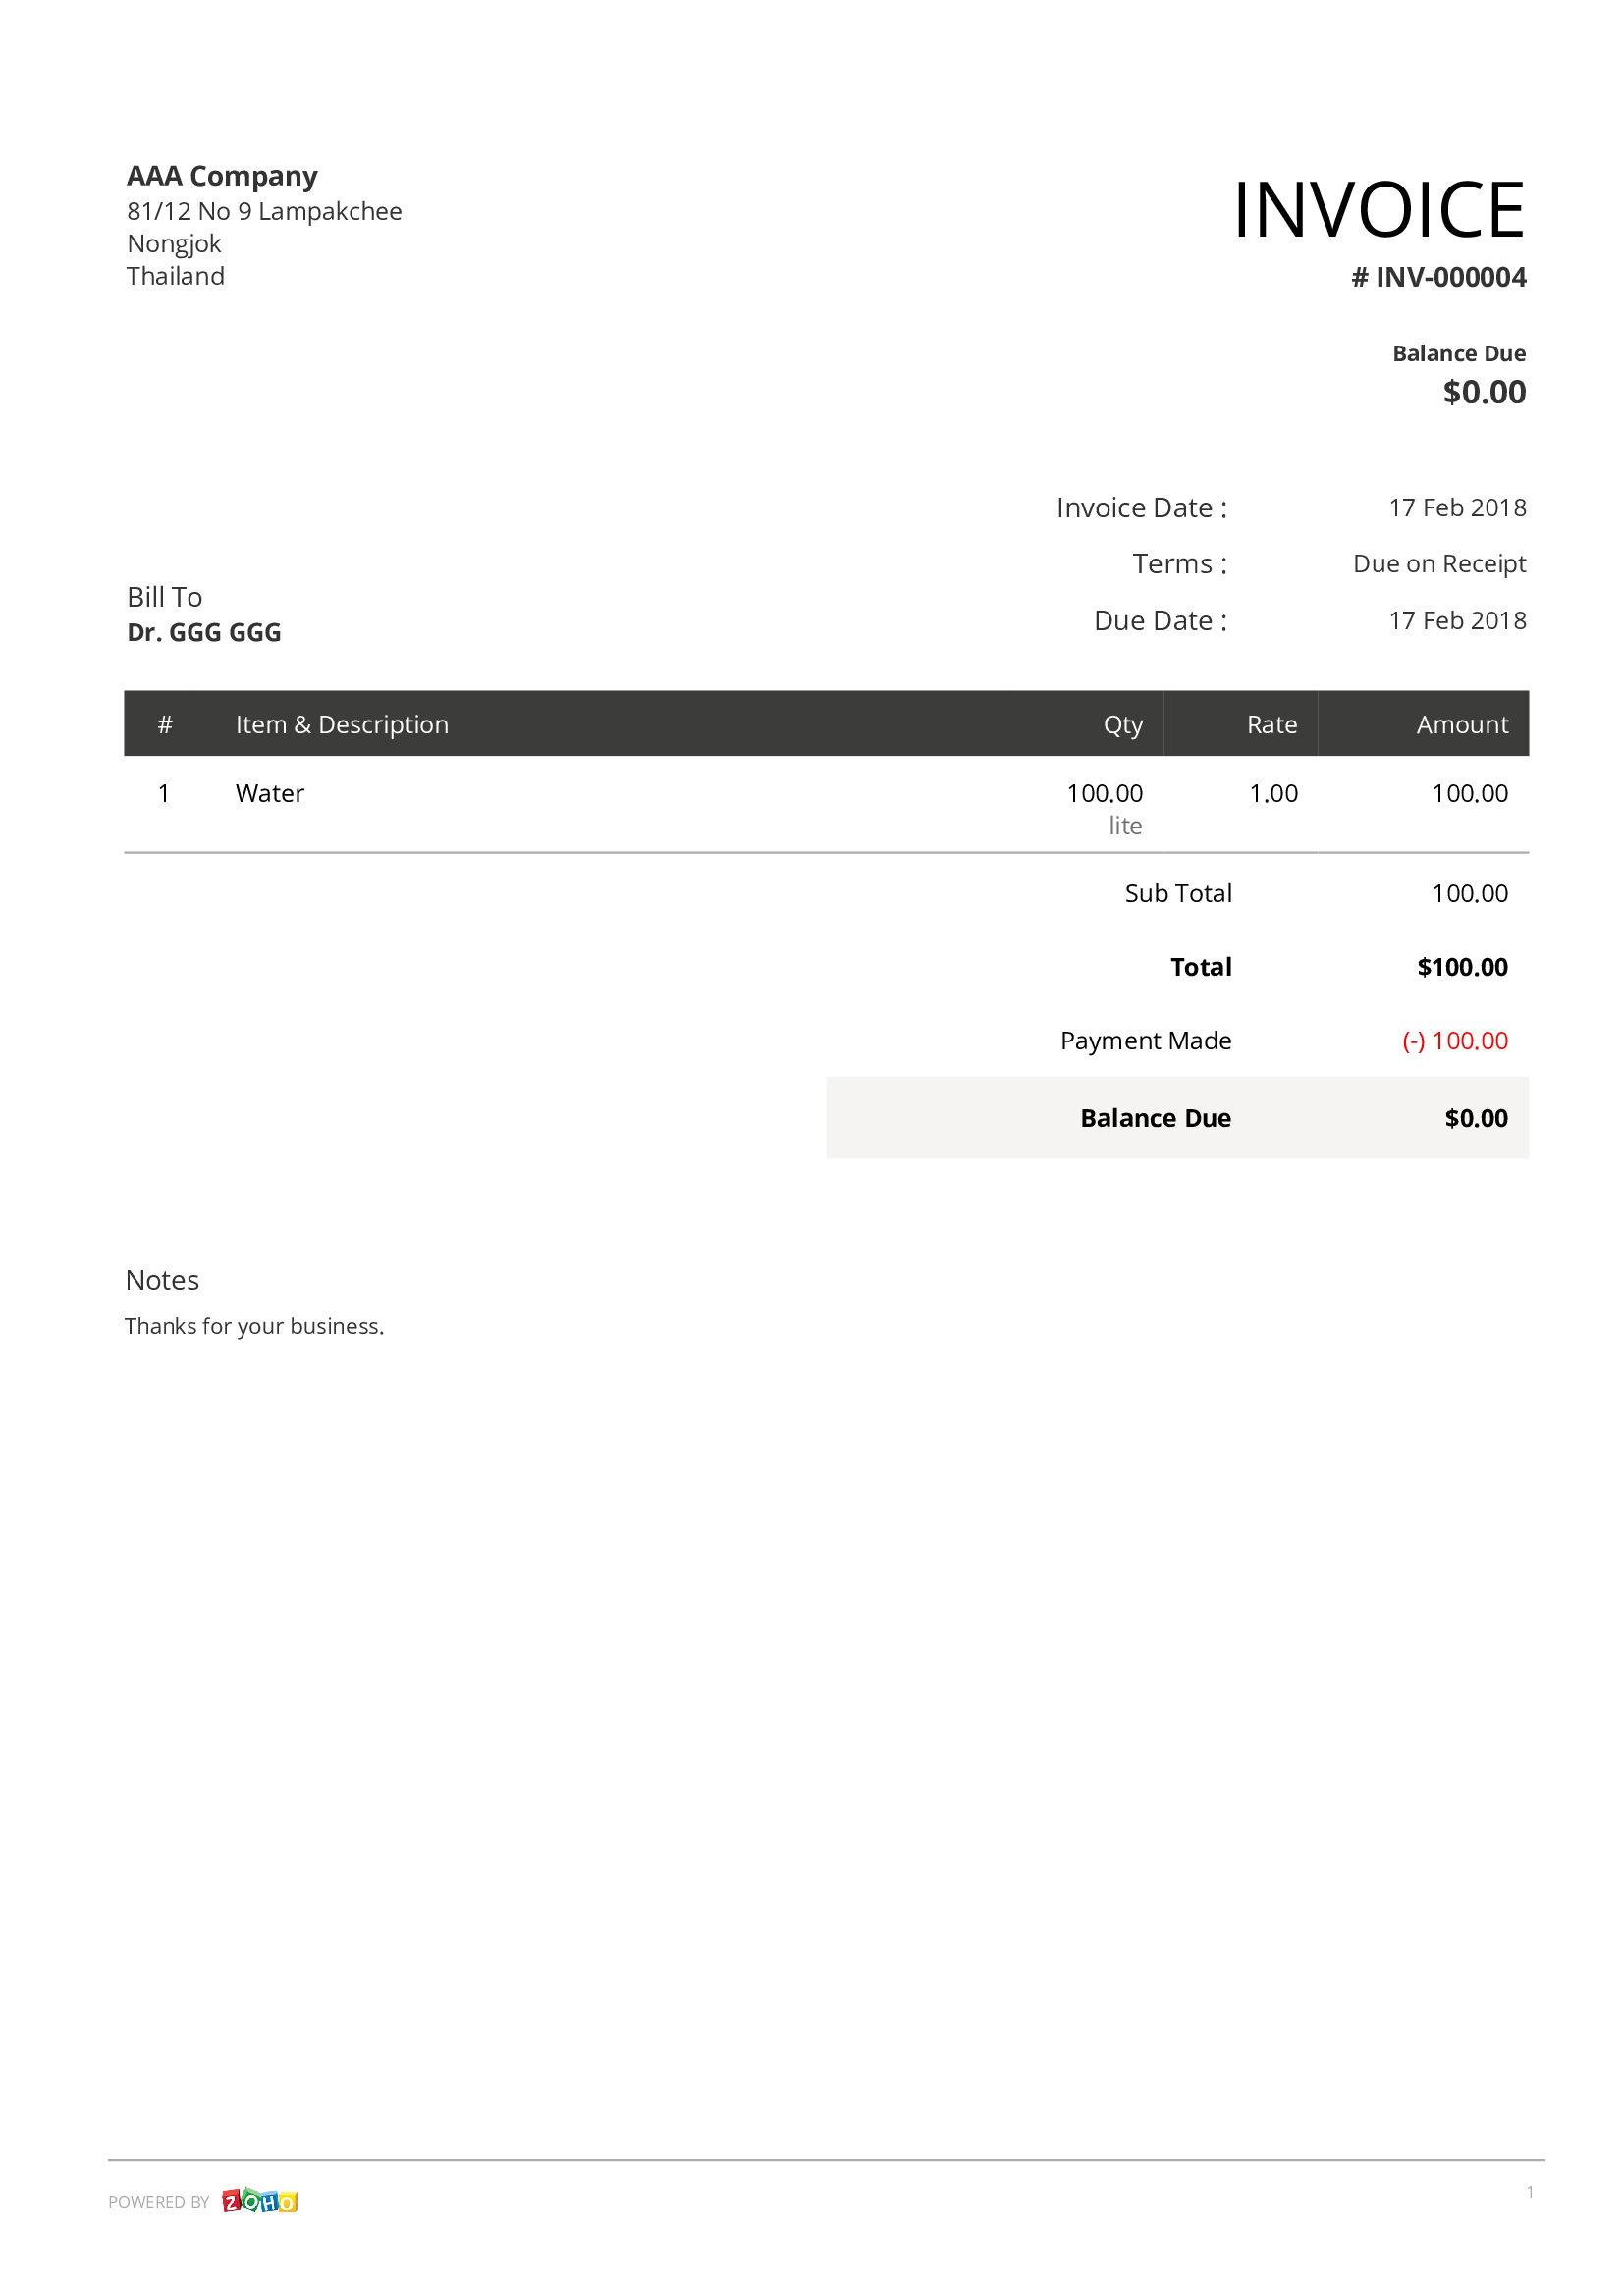 AAA Company
81/12 No 9 Lampakchee
Nongjok
Thailand
INVOICE
# INV-000004
Balance Due
$0.00
Invoice Date : 17 Feb 2018
Terms : Due on Receipt
Due Date : 17 Feb 2018
Bill To
Dr. GGG GGG
# Item & Description Qty Rate Amount
1 Water 100.00 1.00 100.00
lite
Sub Total 100.00
Total $100.00
Payment Made (-) 100.00
Balance Due $0.00
Notes
Thanks for your business.
POWERED BY ZOHO 1